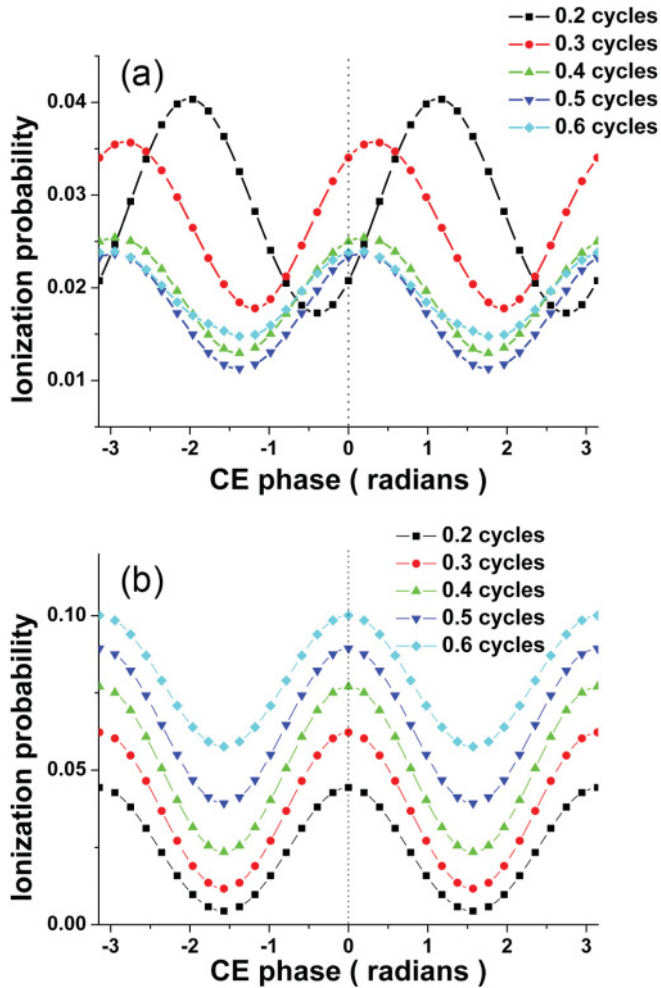 0.2 cycles
0.3 cycles
0.4 cycles
0.5 cycles
0.6 cycles
(a)
Ionization probability
0.04
0.03
0.02
0.01
-3 -2 -1 0 1 2 3
CE phase ( radians )
0.2 cycles
0.3 cycles
0.4 cycles
0.5 cycles
0.6 cycles
(b)
Ionization probability
0.10
0.05
0.00
-3 -2 -1 0 1 2 3
CE phase ( radians )